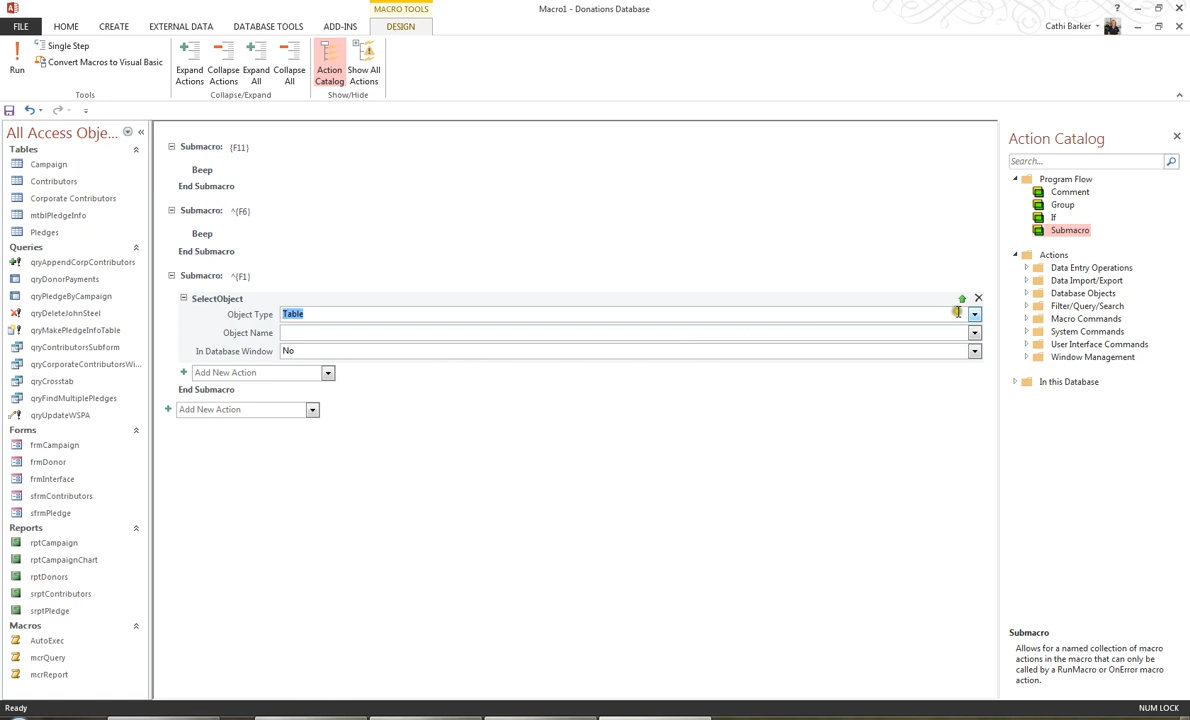 MACRO TOOLS
Macro1 - Donations Database
?
FILE HOME CREATE EXTERNAL DATA DATABASE TOOLS ADD-INS DESIGN
Cathi Barker
Run
Single Step
Convert Macros to Visual Basic
Tools
Expand Actions
Collapse Actions
Expand All
Collapse All
Collapse/Expand
Action Catalog
Show All Actions
Show/Hide
All Access Obje...
Tables
Campaign
Contributors
Corporate Contributors
mtblPledgeInfo
Pledges
Queries
qryAppendCorpContributors
qryDonorPayments
qryPledgeByCampaign
qryDeleteJohnSteel
qryMakePledgeInfoTable
qryContributorsSubform
qryCorporateContributorsWi...
qryCrosstab
qryFindMultiplePledges
qryUpdateWSPA
Forms
frmCampaign
frmDonor
frmInterface
sfrmContributors
sfrmPledge
Reports
rptCampaign
rptCampaignChart
rptDonors
srptContributors
srptPledge
Macros
AutoExec
mcrQuery
mcrReport
Submacro: {F11}
Beep
End Submacro
Submacro: ^{F6}
Beep
End Submacro
Submacro: ^{F1}
SelectObject
Object Type Table
Object Name
In Database Window No
Add New Action
End Submacro
Add New Action
Action Catalog
Search...
Program Flow
Comment
Group
If
Submacro
Actions
Data Entry Operations
Data Import/Export
Database Objects
Filter/Query/Search
Macro Commands
System Commands
User Interface Commands
Window Management
In this Database
Submacro
Allows for a named collection of macro
actions in the macro that can only be
called by a RunMacro or OnError macro
action.
Ready
NUM LOCK